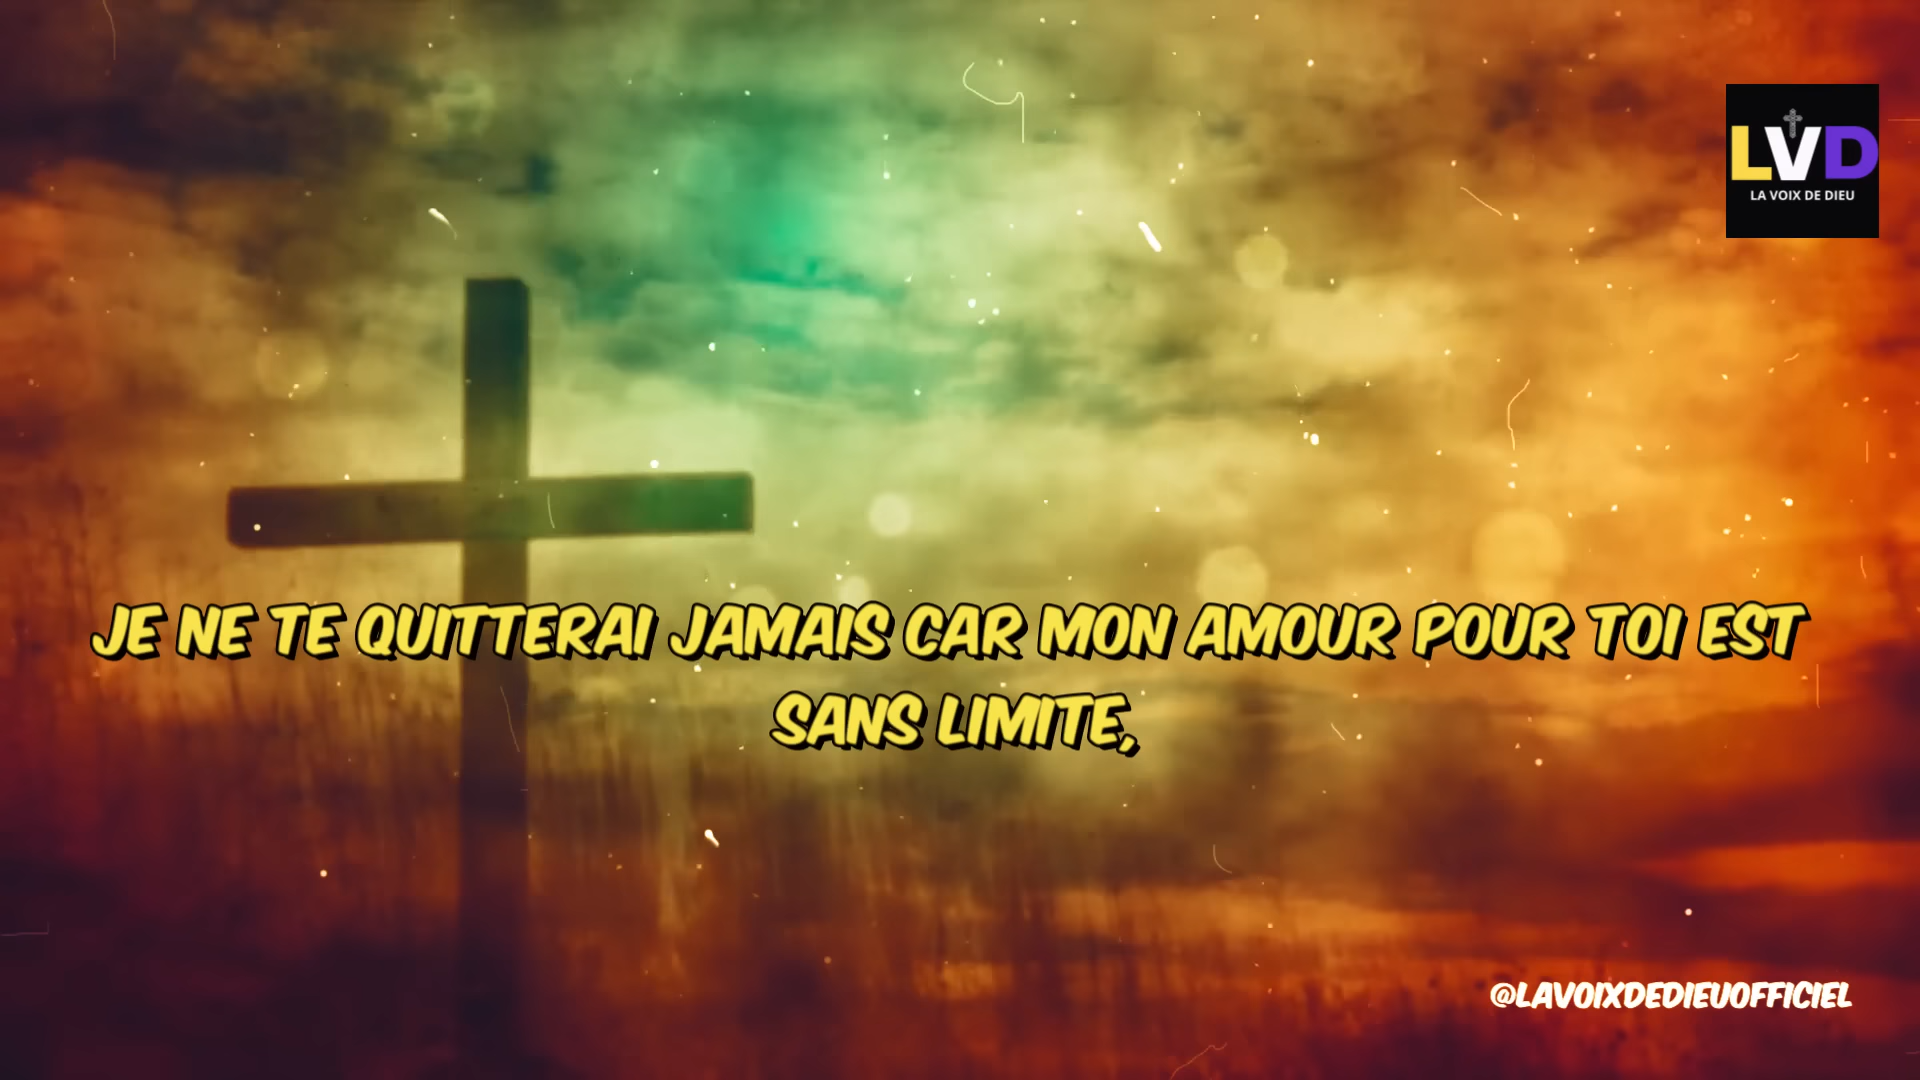 LVD
LA VOIX DE DIEU
JE NE TE QUITTERAI JAMAIS CAR MON AMOUR POUR TOI EST
SANS LIMITE,
@LAVOIXDEDIEUOFFICIEL